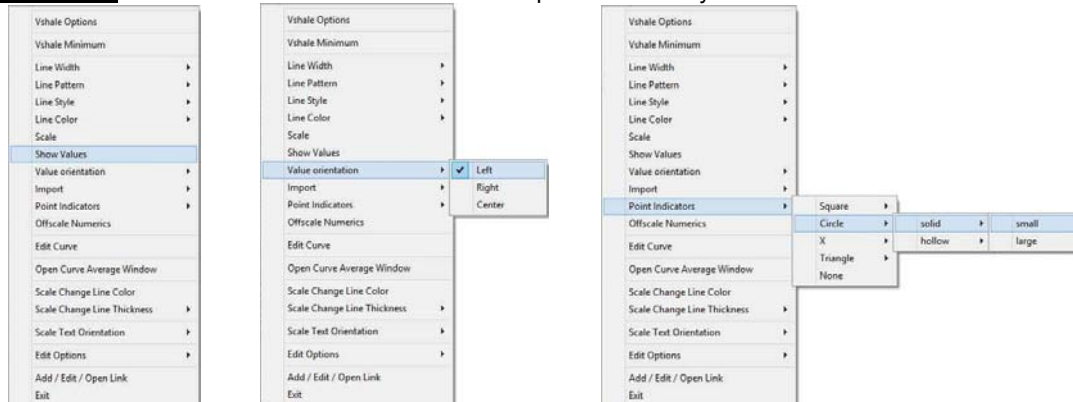 Vshale Options
Vshale Minimum
Line Width
Line Pattern
Line Style
Line Color
Scale
Show Values
Value orientation
Import
Point Indicators
Offscale Numerics
Edit Curve
Open Curve Average Window
Scale Change Line Color
Scale Change Line Thickness
Scale Text Orientation
Edit Options
Add / Edit / Open Link
Exit
Vshale Options
Vshale Minimum
Line Width
Line Pattern
Line Style
Line Color
Scale
Show Values
Value orientation
Import
Point Indicators
Offscale Numerics
Edit Curve
Open Curve Average Window
Scale Change Line Color
Scale Change Line Thickness
Scale Text Orientation
Edit Options
Add / Edit / Open Link
Exit
Left
Right
Center
Vshale Options
Vshale Minimum
Line Width
Line Pattern
Line Style
Line Color
Scale
Show Values
Value orientation
Import
Point Indicators
Offscale Numerics
Edit Curve
Open Curve Average Window
Scale Change Line Color
Scale Change Line Thickness
Scale Text Orientation
Edit Options
Add / Edit / Open Link
Exit
Square
Circle
X
Triangle
None
solid
hollow
small
large